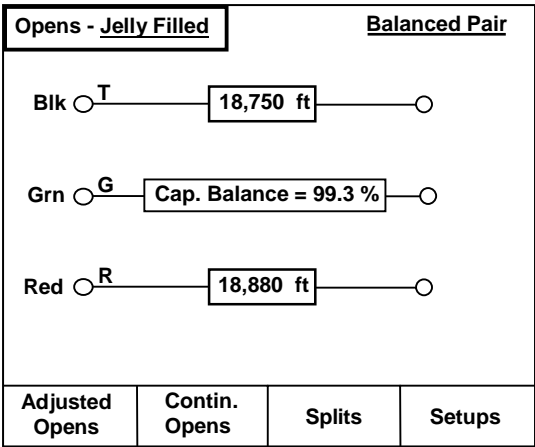 Opens - Jelly Filled
Balanced Pair
Blk T 18,750 ft
Grn G Cap. Balance = 99.3 %
Red R 18,880 ft
Adjusted Opens
Contin. Opens
Splits
Setups